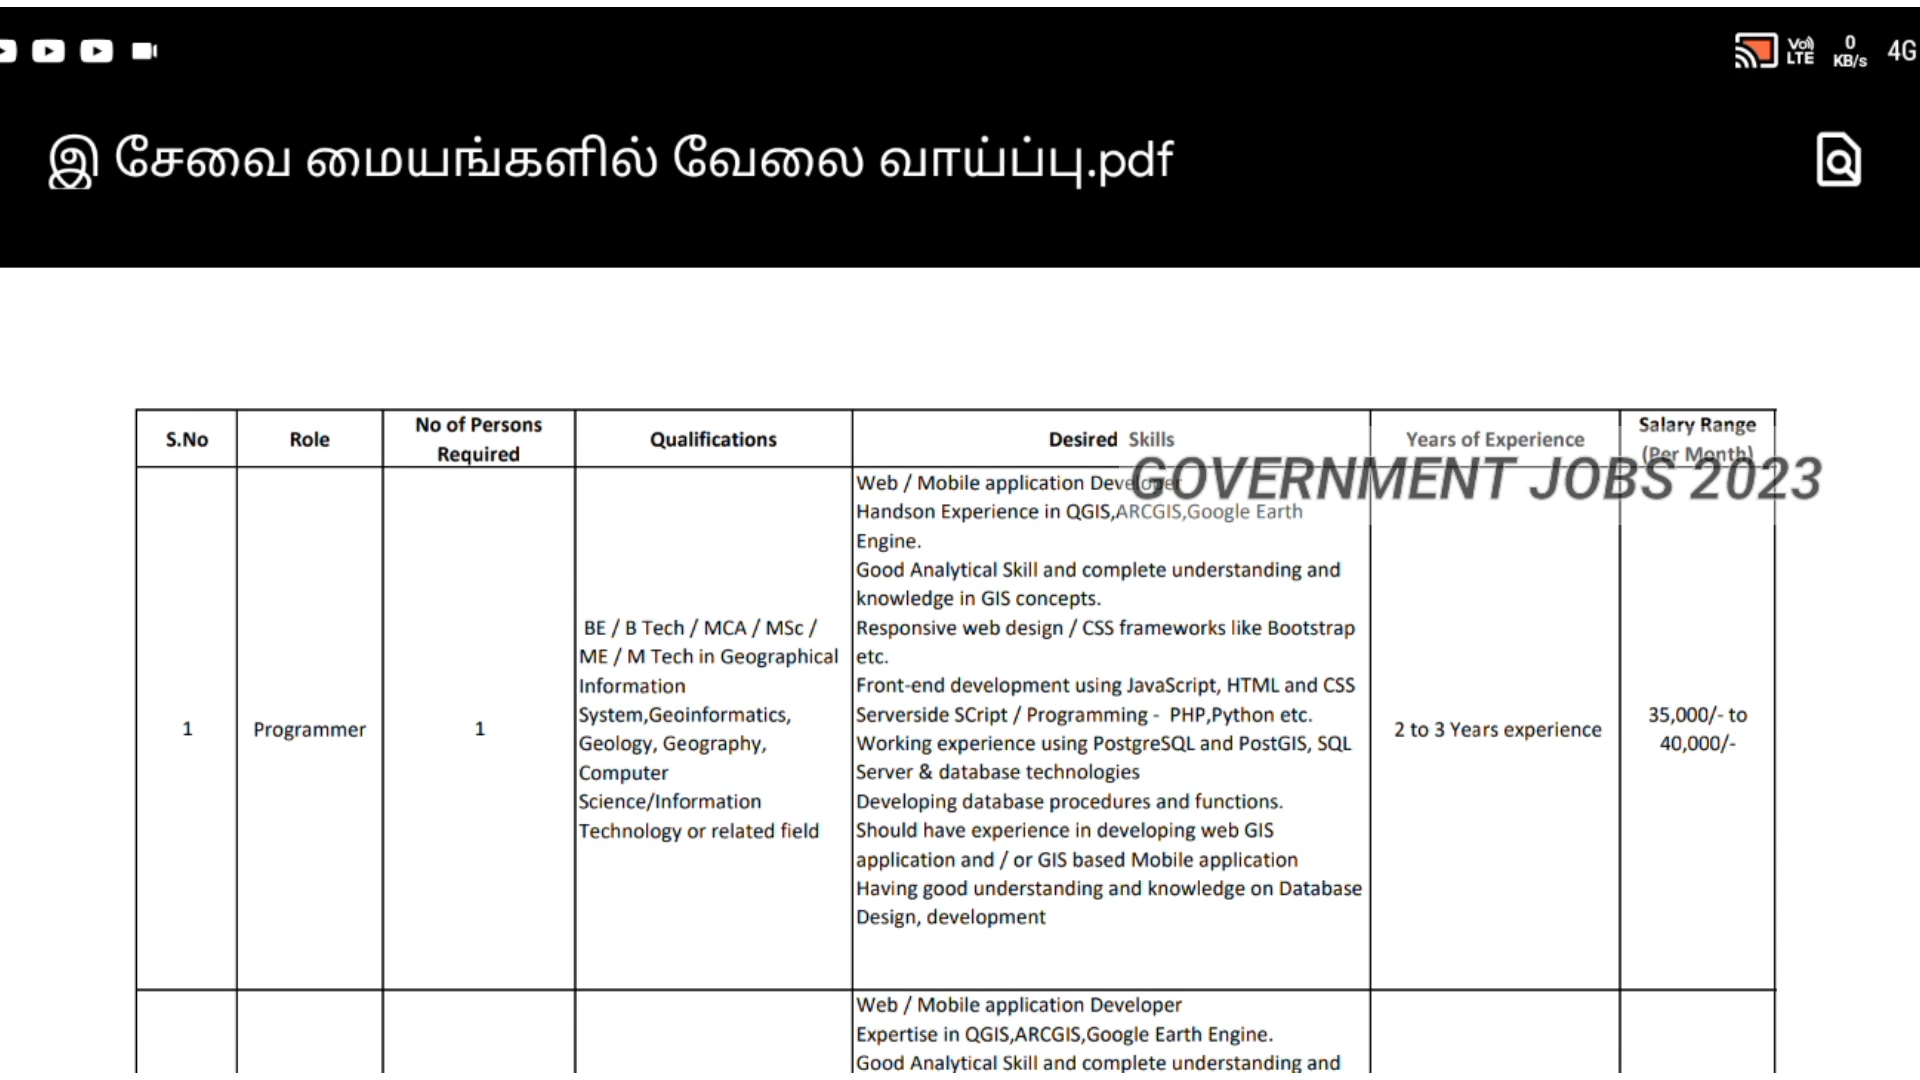 Vo)) LTE
0 KB/s
4G
இ சேவை மையங்களில் வேலை வாய்ப்பு.pdf
S.No
Role
No of Persons
Required
Qualifications
Desired Skills
Years of Experience
Salary Range
(Per Month)
GOVERNMENT JOBS 2023
1
Programmer
1
BE / B Tech / MCA / MSc /
ME / M Tech in Geographical
Information
System,Geoinformatics,
Geology, Geography,
Computer
Science/Information
Technology or related field
Web / Mobile application Developer
Handson Experience in QGIS,ARCGIS,Google Earth
Engine.
Good Analytical Skill and complete understanding and
knowledge in GIS concepts.
Responsive web design / CSS frameworks like Bootstrap
etc.
Front-end development using JavaScript, HTML and CSS
Serverside SCript / Programming - PHP,Python etc.
Working experience using PostgreSQL and PostGIS, SQL
Server & database technologies
Developing database procedures and functions.
Should have experience in developing web GIS
application and / or GIS based Mobile application
Having good understanding and knowledge on Database
Design, development
2 to 3 Years experience
35,000/- to
40,000/-
Web / Mobile application Developer
Expertise in QGIS,ARCGIS,Google Earth Engine.
Good Analytical Skill and complete understanding and